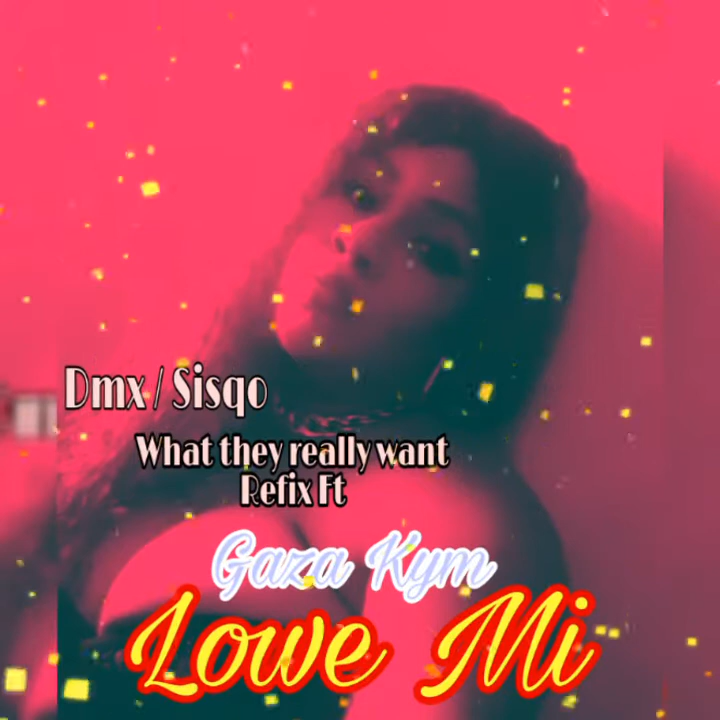 Dmx / Sisqo
What they really want
Refix Ft
Gaza Kym
Lowe Mi